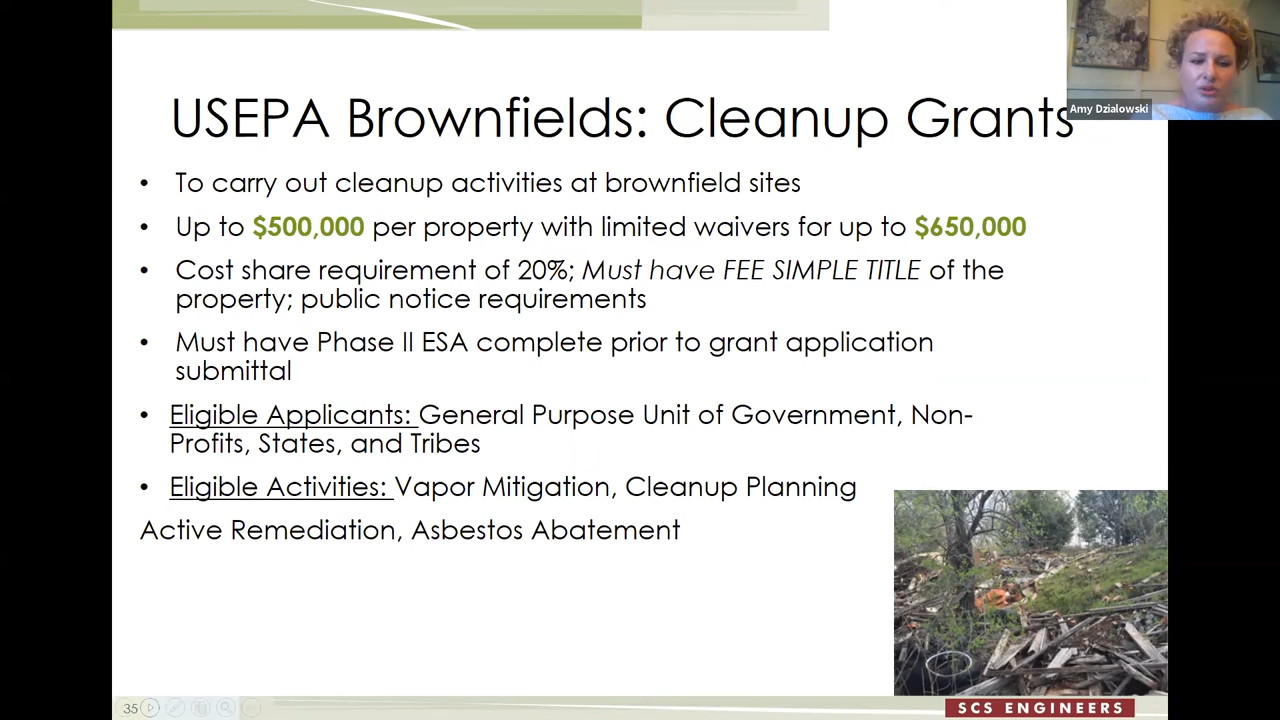 USEPA Brownfields: Cleanup Grants
Amy Dzialowski
• To carry out cleanup activities at brownfield sites
• Up to $500,000 per property with limited waivers for up to $650,000
• Cost share requirement of 20%; Must have FEE SIMPLE TITLE of the
property; public notice requirements
• Must have Phase II ESA complete prior to grant application
submittal
• Eligible Applicants: General Purpose Unit of Government, Non-
Profits, States, and Tribes
• Eligible Activities: Vapor Mitigation, Cleanup Planning
Active Remediation, Asbestos Abatement
35
SCS ENGINEERS